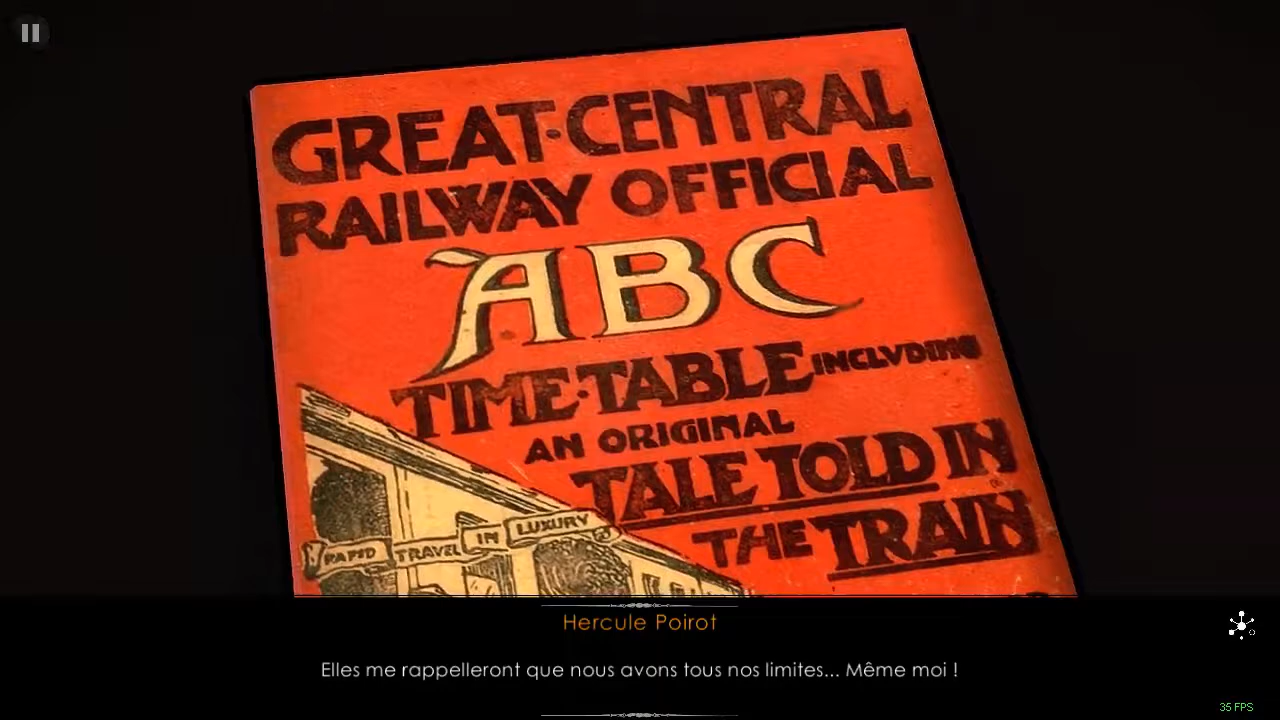 GREAT·CENTRAL
RAILWAY OFFICIAL
ABC
TIME·TABLE INCLVDING
AN ORIGINAL
TALE TOLD IN
THE TRAIN
RAPID TRAVEL IN LUXURY
Hercule Poirot
Elles me rappelleront que nous avons tous nos limites... Même moi !
35 FPS